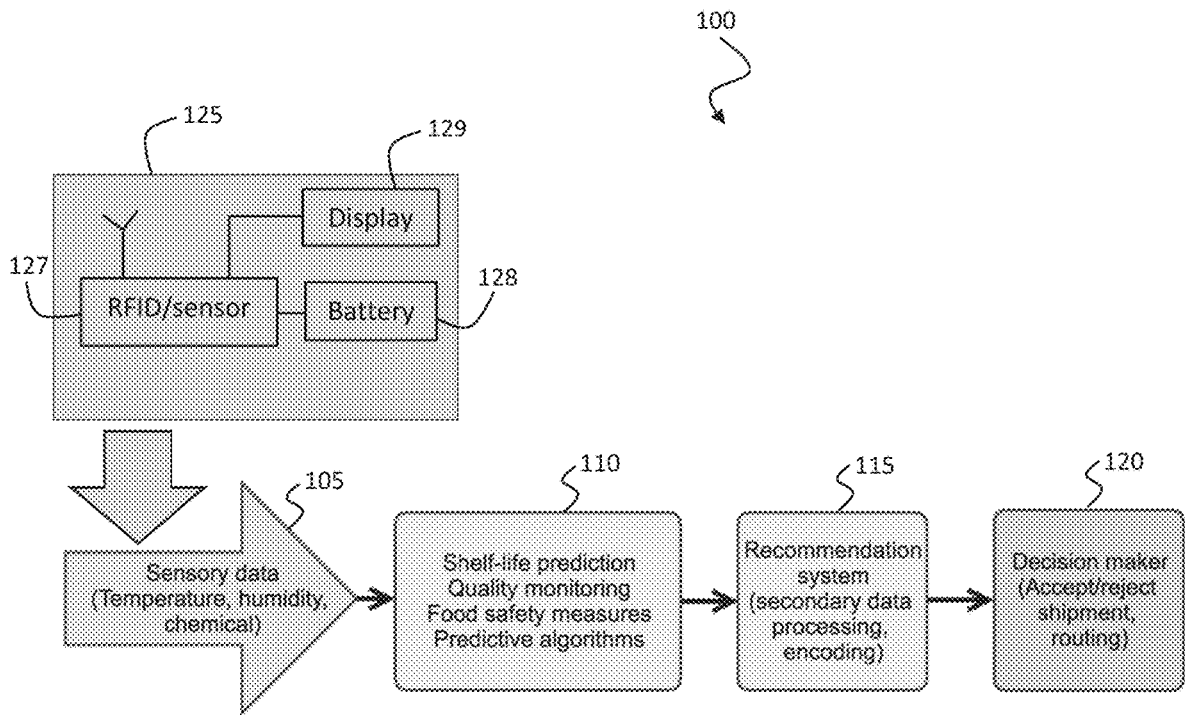 100
125
129
Display
127
RFID/sensor
Battery
128
105
110
115
120
Sensory data
(Temperature, humidity,
chemical)
Shelf-life prediction
Quality monitoring
Food safety measures
Predictive algorithms
Recommendation
system
(secondary data
processing,
encoding)
Decision maker
(Accept/reject
shipment,
routing)